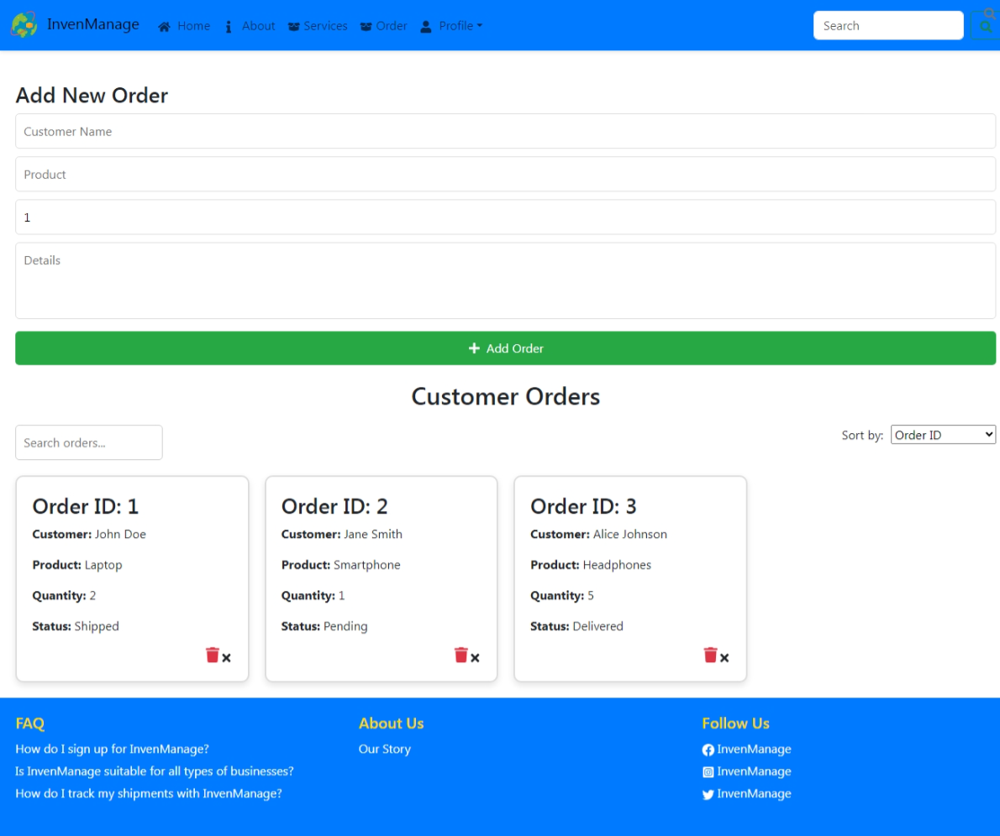 InvenManage Home About Services Order Profile Search
Add New Order
Customer Name
Product
1
Details
Add Order
Customer Orders
Search orders...
Sort by: Order ID
Order ID: 1
Customer: John Doe
Product: Laptop
Quantity: 2
Status: Shipped
Order ID: 2
Customer: Jane Smith
Product: Smartphone
Quantity: 1
Status: Pending
Order ID: 3
Customer: Alice Johnson
Product: Headphones
Quantity: 5
Status: Delivered
FAQ
How do I sign up for InvenManage?
Is InvenManage suitable for all types of businesses?
How do I track my shipments with InvenManage?
About Us
Our Story
Follow Us
InvenManage
InvenManage
InvenManage